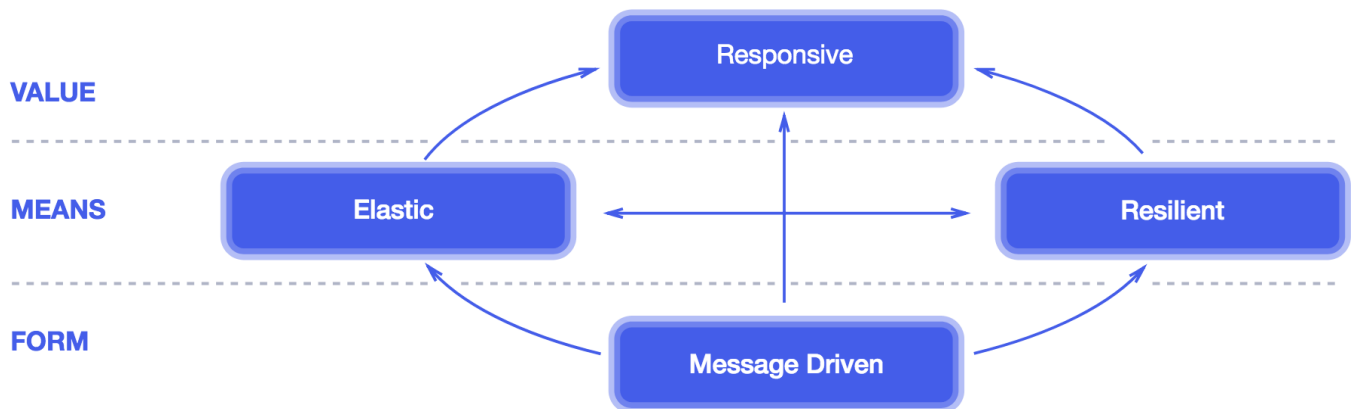 Responsive
VALUE
MEANS
Elastic
Resilient
FORM
Message Driven